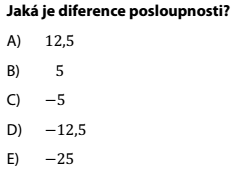 Jaká je diference posloupnosti?
A) 12,5
B) 5
C) −5
D) −12,5
E) −25